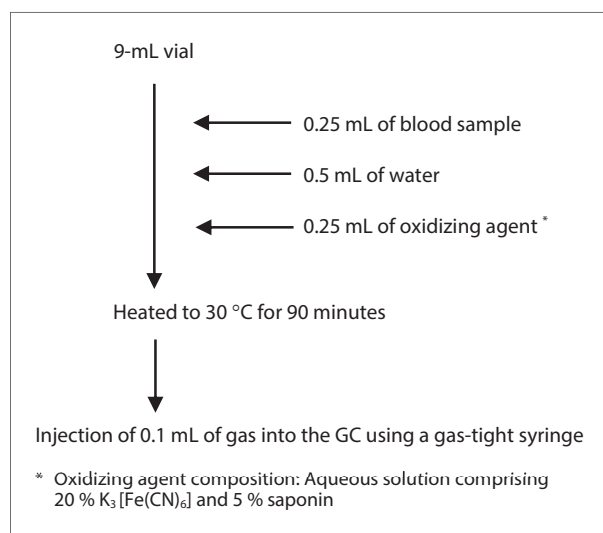 9-mL vial
0.25 mL of blood sample
0.5 mL of water
0.25 mL of oxidizing agent *
Heated to 30 °C for 90 minutes
Injection of 0.1 mL of gas into the GC using a gas-tight syringe
* Oxidizing agent composition: Aqueous solution comprising
20 % K₃ [Fe(CN)₆] and 5 % saponin